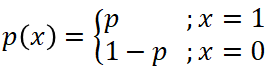 p(x) = { p ; x = 1
1 − p ; x = 0